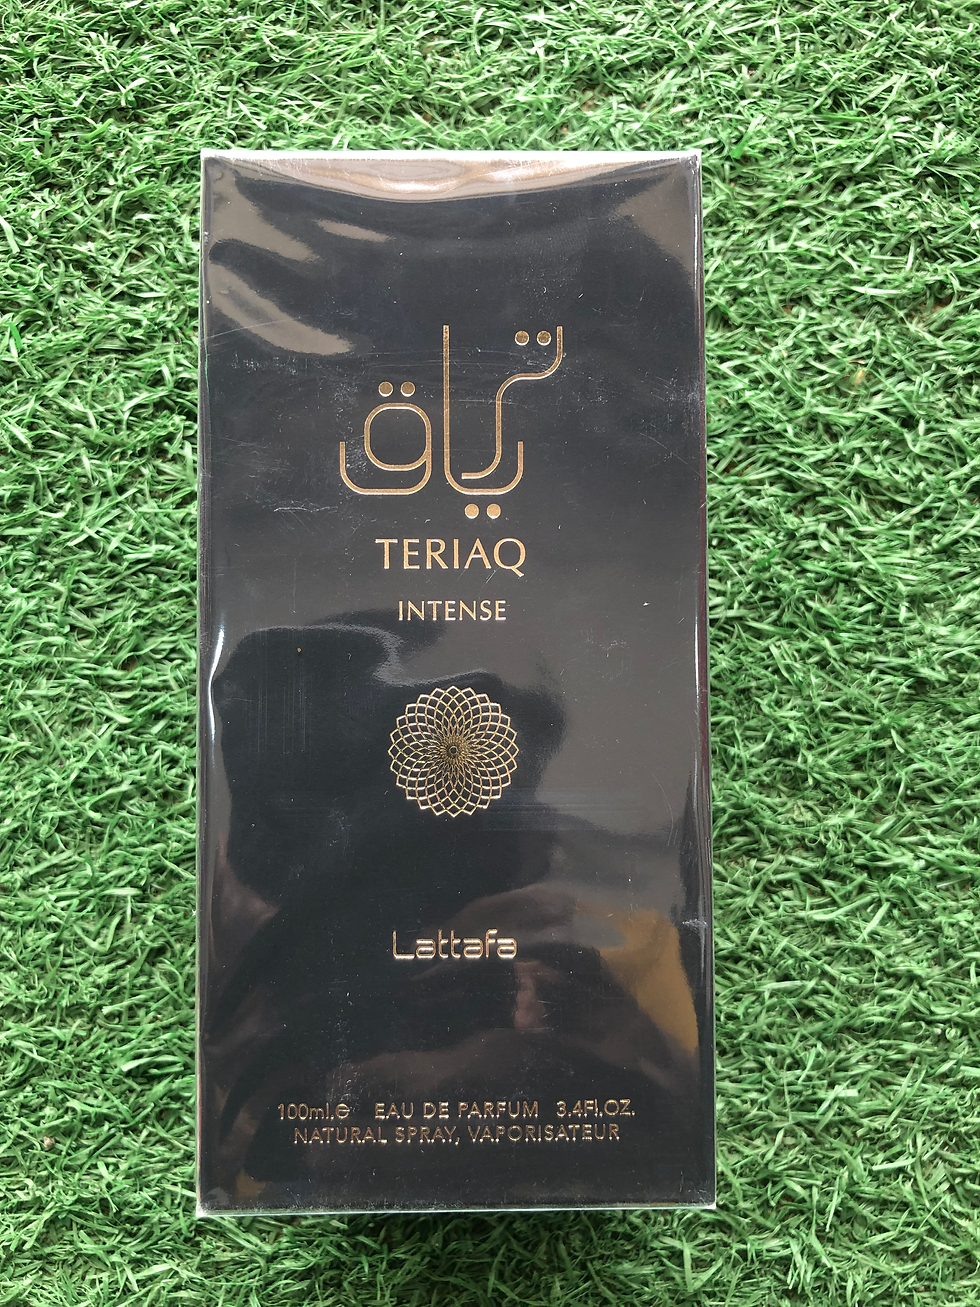 ترياق
TERIAQ
INTENSE
Lattafa
100ml.e EAU DE PARFUM 3.4Fl.OZ.
NATURAL SPRAY, VAPORISATEUR